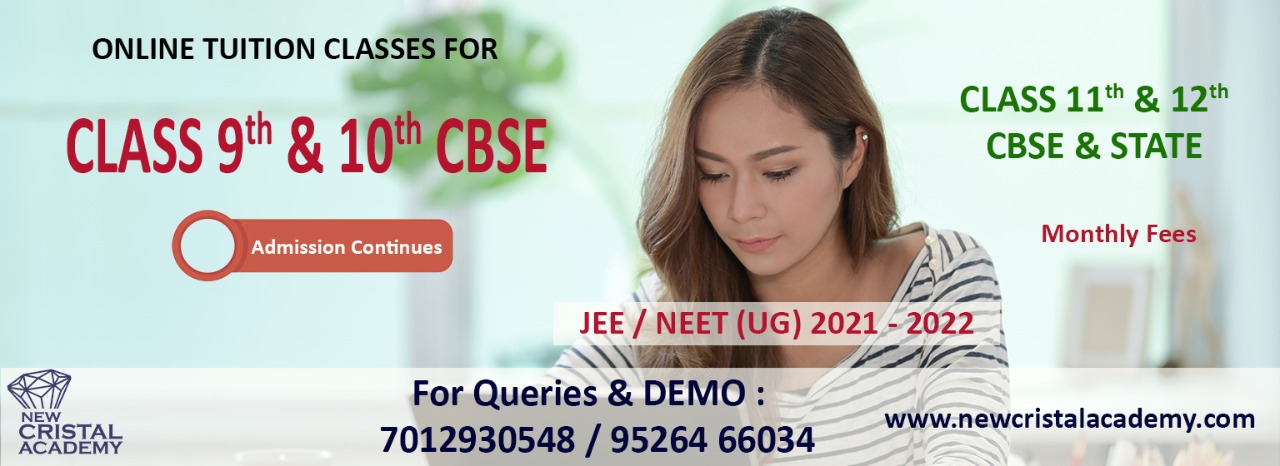 ONLINE TUITION CLASSES FOR
CLASS 9th & 10th CBSE
Admission Continues
CLASS 11th & 12th
CBSE & STATE
Monthly Fees
JEE / NEET (UG) 2021 - 2022
NEW
CRISTAL
ACADEMY
For Queries & DEMO :
7012930548 / 95264 66034
www.newcristalacademy.com